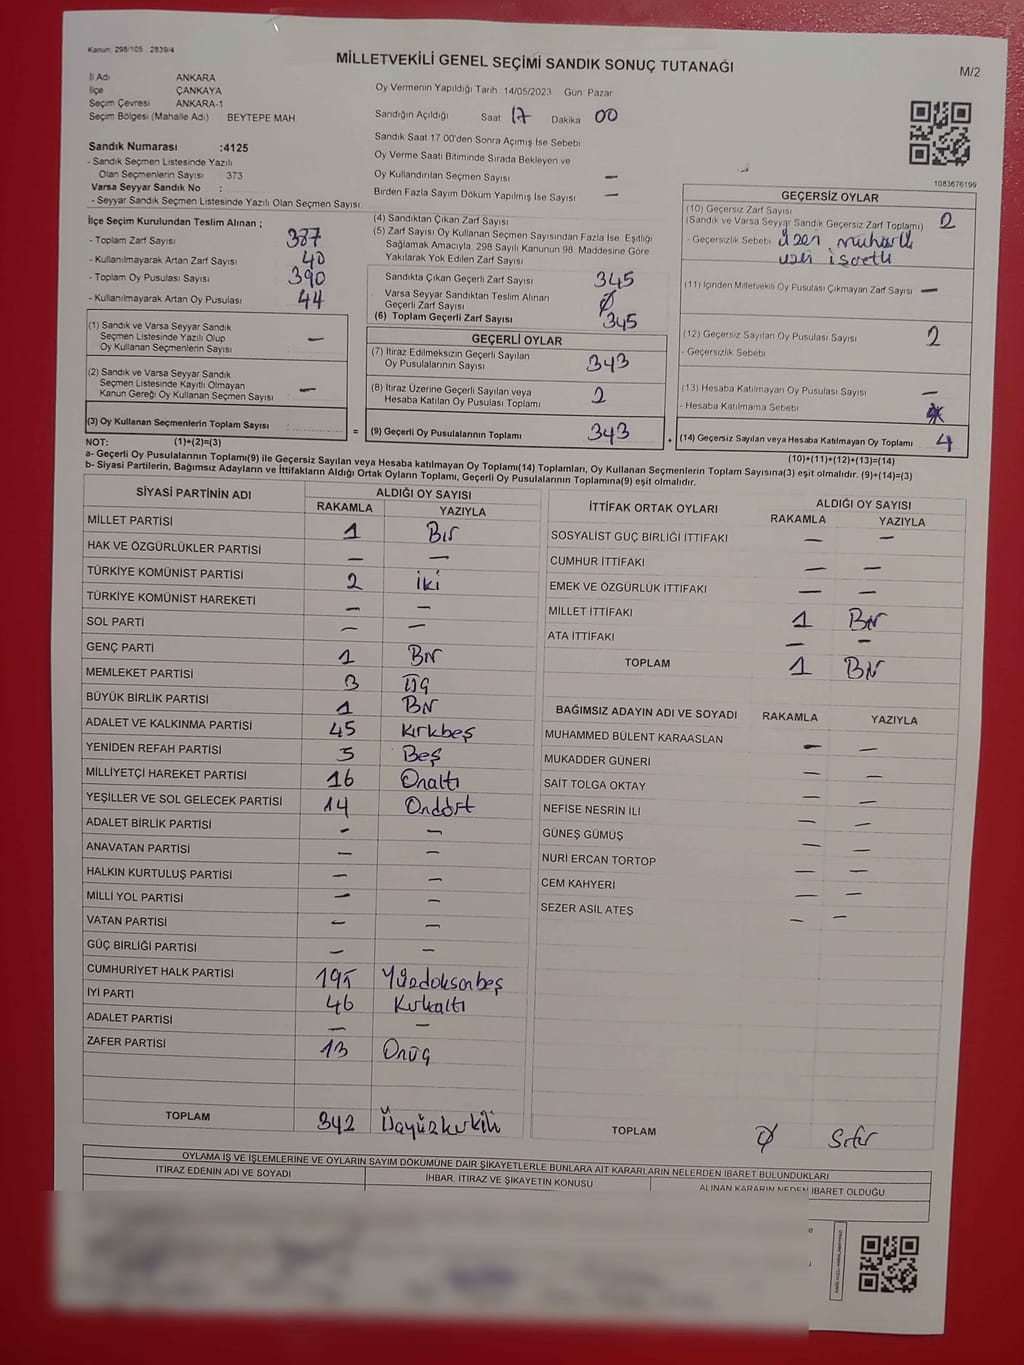 Kanun, 298/105 , 2839/4
MİLLETVEKİLİ GENEL SEÇİMİ SANDIK SONUÇ TUTANAĞI
M/2
İl Adı ANKARA
İlçe ÇANKAYA
Seçim Çevresi ANKARA-1
Seçim Bölgesi (Mahalle Adı) BEYTEPE MAH
Sandık Numarası :4125
- Sandık Seçmen Listesinde Yazılı
Olan Seçmenlerin Sayısı 373
Varsa Seyyar Sandık No :
- Seyyar Sandık Seçmen Listesinde Yazılı Olan Seçmen Sayısı
Oy Vermenin Yapıldığı Tarih 14/05/2023 Gün: Pazar
Sandığın Açıldığı Saat 17 Dakika 00
Sandık Saat 17.00'den Sonra Açımış İse Sebebi
Oy Verme Saati Bitiminde Sırada Bekleyen ve
Oy Kullandırılan Seçmen Sayısı —
Birden Fazla Sayım Döküm Yapılmış İse Sayısı —
1083676199
İlçe Seçim Kurulundan Teslim Alınan ;
- Toplam Zarf Sayısı 387
- Kullanılmayarak Artan Zarf Sayısı 40
- Toplam Oy Pusulası Sayısı 390
- Kullanılmayarak Artan Oy Pusulası 44
(1) Sandık ve Varsa Seyyar Sandık
Seçmen Listesinde Yazılı Olup
Oy Kullanan Seçmenlerin Sayısı —
(2) Sandık ve Varsa Seyyar Sandık
Seçmen Listesinde Kayıtlı Olmayan
Kanun Gereği Oy Kullanan Seçmen Sayısı —
(3) Oy Kullanan Seçmenlerin Toplam Sayısı =
(4) Sandıktan Çıkan Zarf Sayısı
(5) Zarf Sayısı Oy Kullanan Seçmen Sayısından Fazla İse, Eşitliği
Sağlamak Amacıyla, 298 Sayılı Kanunun 98. Maddesine Göre
Yakılarak Yok Edilen Zarf Sayısı
Sandıkta Çıkan Geçerli Zarf Sayısı 345
Varsa Seyyar Sandıktan Teslim Alınan
Geçerli Zarf Sayısı Ø
(6) Toplam Geçerli Zarf Sayısı 345
GEÇERLİ OYLAR
(7) İtiraz Edilmeksizin Geçerli Sayılan
Oy Pusulalarının Sayısı 343
(8) İtiraz Üzerine Geçerli Sayılan veya
Hesaba Katılan Oy Pusulası Toplamı 2
(9) Geçerli Oy Pusulalarının Toplamı 343 +
GEÇERSİZ OYLAR
(10) Geçersiz Zarf Sayısı
(Sandık ve Varsa Seyyar Sandık Geçersiz Zarf Toplamı) 2
- Geçersizlik Sebebi
(11) İçinden Milletvekili Oy Pusulası Çıkmayan Zarf Sayısı —
(12) Geçersiz Sayılan Oy Pusulası Sayısı 2
- Geçersizlik Sebebi
(13) Hesaba Katılmayan Oy Pusulası Sayısı —
- Hesaba Katılmama Sebebi
(14) Geçersiz Sayılan veya Hesaba Katılmayan Oy Toplamı 4
NOT: (1)+(2)=(3) (10)+(11)+(12)+(13)=(14)
a- Geçerli Oy Pusulalarının Toplamı(9) ile Geçersiz Sayılan veya Hesaba katılmayan Oy Toplamı(14) Toplamları, Oy Kullanan Seçmenlerin Toplam Sayısına(3) eşit olmalıdır. (9)+(14)=(3)
b- Siyasi Partilerin, Bağımsız Adayların ve İttifakların Aldığı Ortak Oyların Toplamı, Geçerli Oy Pusulalarının Toplamına(9) eşit olmalıdır.
SİYASİ PARTİNİN ADI ALDIĞI OY SAYISI
RAKAMLA YAZIYLA
MİLLET PARTİSİ 1 Bir
HAK VE ÖZGÜRLÜKLER PARTİSİ — —
TÜRKİYE KOMÜNİST PARTİSİ 2 iki
TÜRKİYE KOMÜNİST HAREKETİ — —
SOL PARTİ — —
GENÇ PARTİ 1 Bir
MEMLEKET PARTİSİ 3 Üç
BÜYÜK BİRLİK PARTİSİ 1 Bir
ADALET VE KALKINMA PARTİSİ 45 Kırkbeş
YENİDEN REFAH PARTİSİ 5 Beş
MİLLİYETÇİ HAREKET PARTİSİ 16 Onaltı
YEŞİLLER VE SOL GELECEK PARTİSİ 14 Ondört
ADALET BİRLİK PARTİSİ — —
ANAVATAN PARTİSİ — —
HALKIN KURTULUŞ PARTİSİ — —
MİLLİ YOL PARTİSİ — —
VATAN PARTİSİ — —
GÜÇ BİRLİĞİ PARTİSİ — —
CUMHURİYET HALK PARTİSİ 195 Yüzdoksanbeş
İYİ PARTİ 46 Kırkaltı
ADALET PARTİSİ — —
ZAFER PARTİSİ 13 Onüç
TOPLAM 342 Üçyüzkırkiki
İTTİFAK ORTAK OYLARI ALDIĞI OY SAYISI
RAKAMLA YAZIYLA
SOSYALİST GÜÇ BİRLİĞİ İTTİFAKI — —
CUMHUR İTTİFAKI — —
EMEK VE ÖZGÜRLÜK İTTİFAKI — —
MİLLET İTTİFAKI 1 Bir
ATA İTTİFAKI — —
TOPLAM 1 Bir
BAĞIMSIZ ADAYIN ADI VE SOYADI RAKAMLA YAZIYLA
MUHAMMED BÜLENT KARAASLAN — —
MUKADDER GÜNERİ — —
SAİT TOLGA OKTAY — —
NEFİSE NESRİN İLİ — —
GÜNEŞ GÜMÜŞ — —
NURİ ERCAN TORTOP — —
CEM KAHYERİ — —
SEZER ASİL ATEŞ — —
TOPLAM Ø Sıfır
OYLAMA İŞ VE İŞLEMLERİNE VE OYLARIN SAYIM DÖKÜMÜNE DAİR ŞİKAYETLERLE BUNLARA AİT KARARLARIN NELERDEN İBARET BULUNDUKLARI
İTİRAZ EDENİN ADI VE SOYADI İHBAR, İTİRAZ VE ŞİKAYETİN KONUSU ALINAN KARARIN NEDEN İBARET OLDUĞU